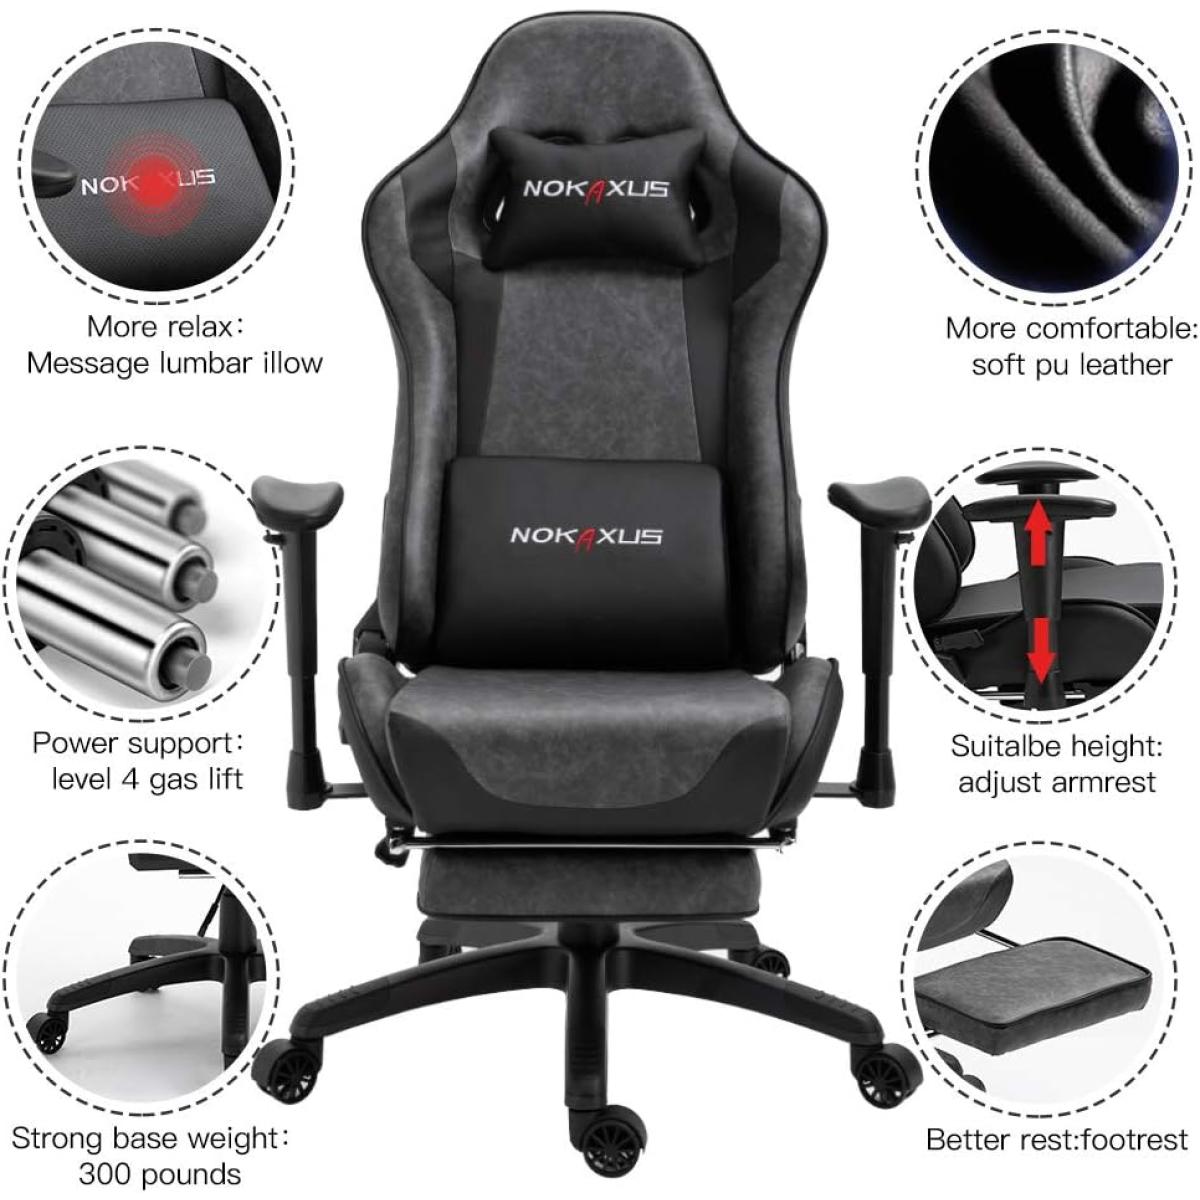 NOKAXUS
NOKAXUS
More relax:
Message lumbar illow
More comfortable:
soft pu leather
NOKAXUS
Power support:
level 4 gas lift
Suitalbe height:
adjust armrest
Strong base weight:
300 pounds
Better rest:footrest